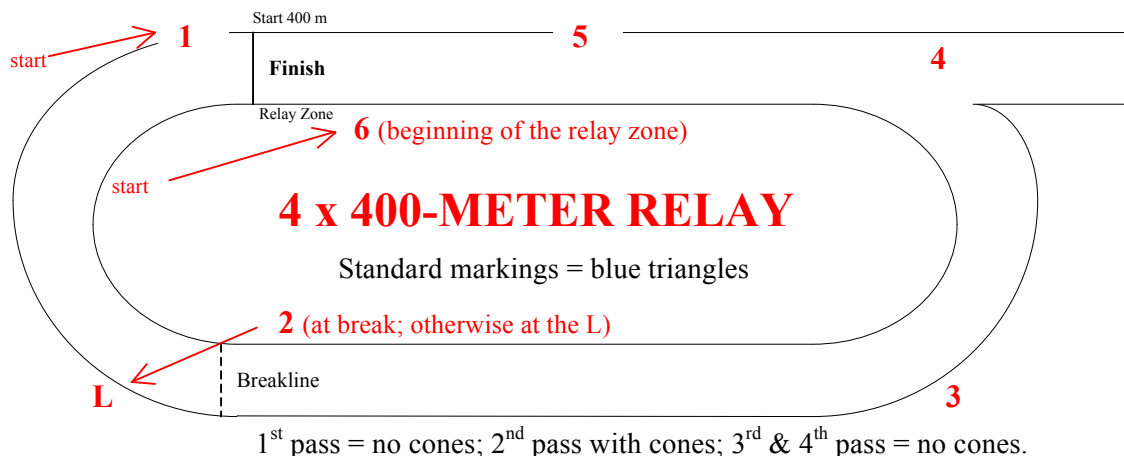 Start 400 m
1
5
start
4
Finish
Relay Zone
6 (beginning of the relay zone)
start
4 x 400-METER RELAY
Standard markings = blue triangles
2 (at break; otherwise at the L)
Breakline
L
3
1st pass = no cones; 2nd pass with cones; 3rd & 4th pass = no cones.